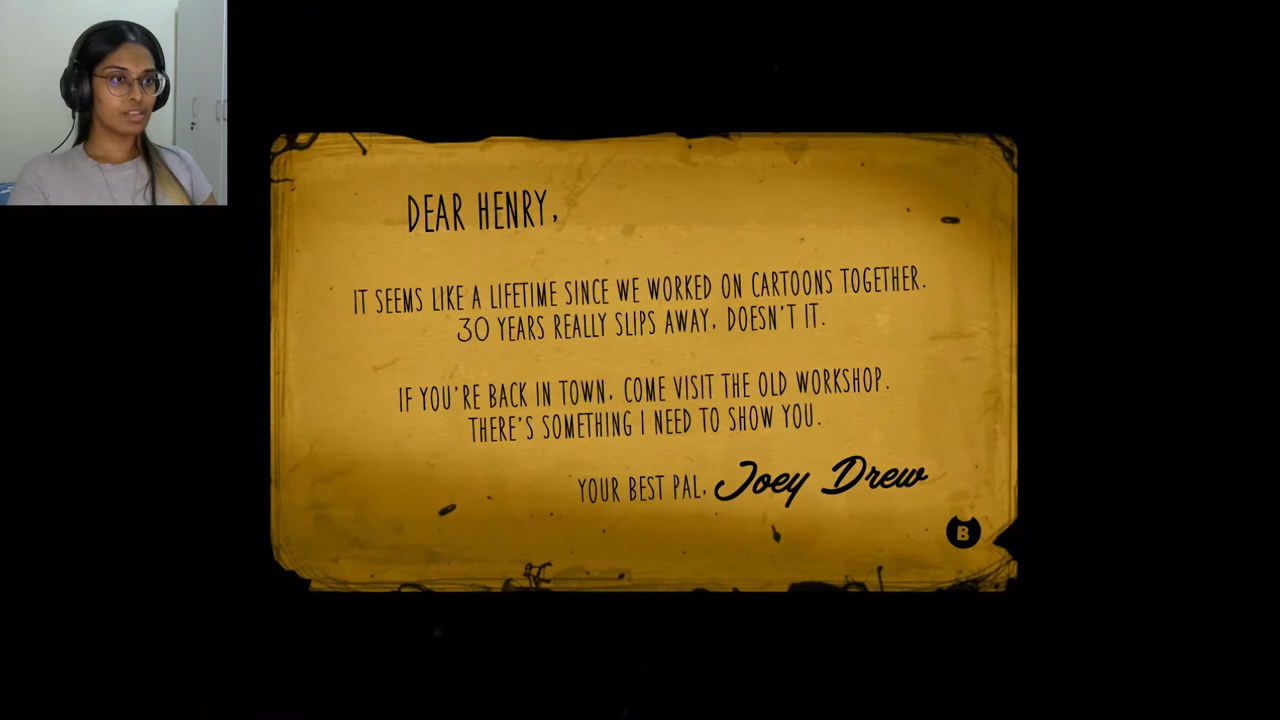 DEAR HENRY,
IT SEEMS LIKE A LIFETIME SINCE WE WORKED ON CARTOONS TOGETHER.
30 YEARS REALLY SLIPS AWAY, DOESN'T IT.
IF YOU'RE BACK IN TOWN, COME VISIT THE OLD WORKSHOP.
THERE'S SOMETHING I NEED TO SHOW YOU.
YOUR BEST PAL, Joey Drew
B